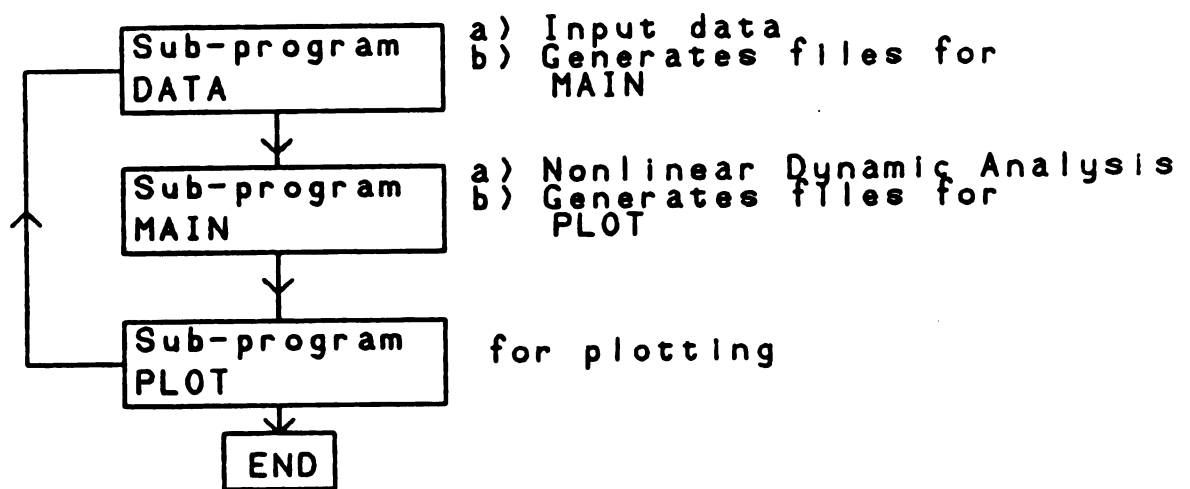 Sub-program
DATA
a) Input data
b) Generates files for
MAIN
Sub-program
MAIN
a) Nonlinear Dynamic Analysis
b) Generates files for
PLOT
Sub-program
PLOT
for plotting
END